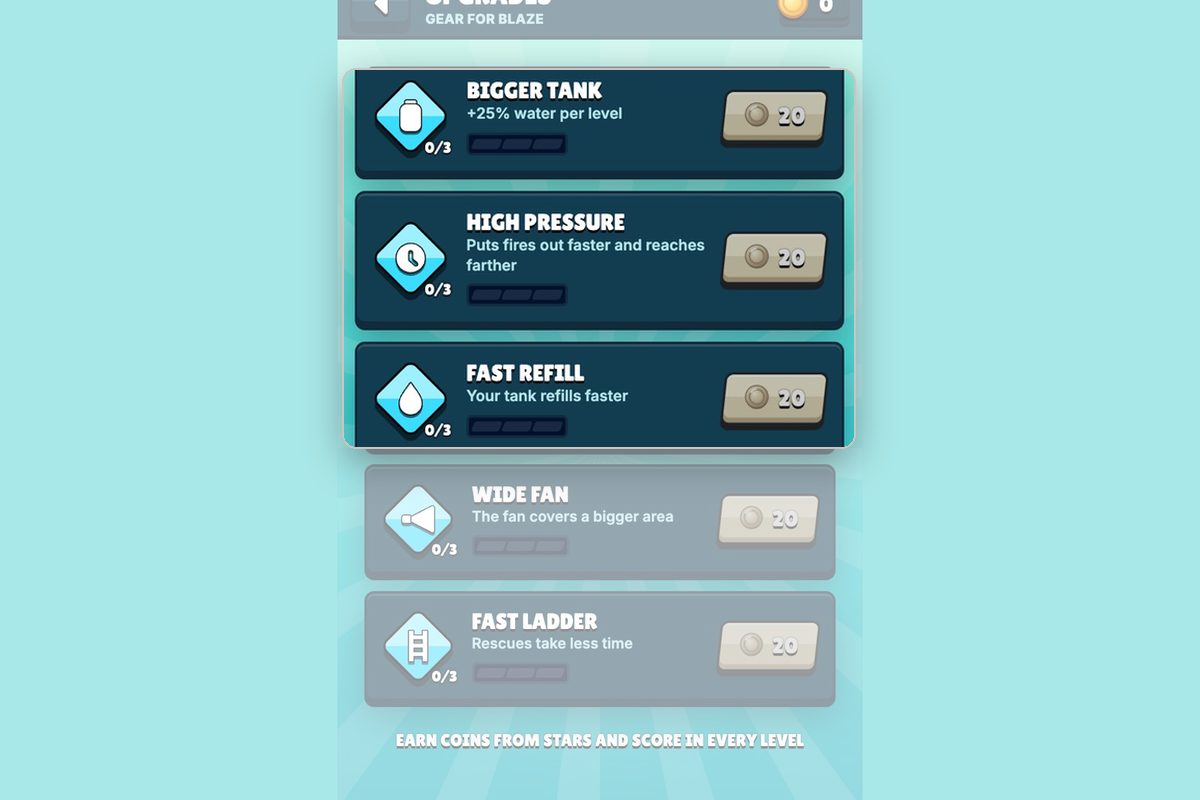 UPGRADES
GEAR FOR BLAZE
0
BIGGER TANK
+25% water per level
0/3
20
HIGH PRESSURE
Puts fires out faster and reaches
farther
0/3
20
FAST REFILL
Your tank refills faster
0/3
20
WIDE FAN
The fan covers a bigger area
0/3
20
FAST LADDER
Rescues take less time
0/3
20
EARN COINS FROM STARS AND SCORE IN EVERY LEVEL